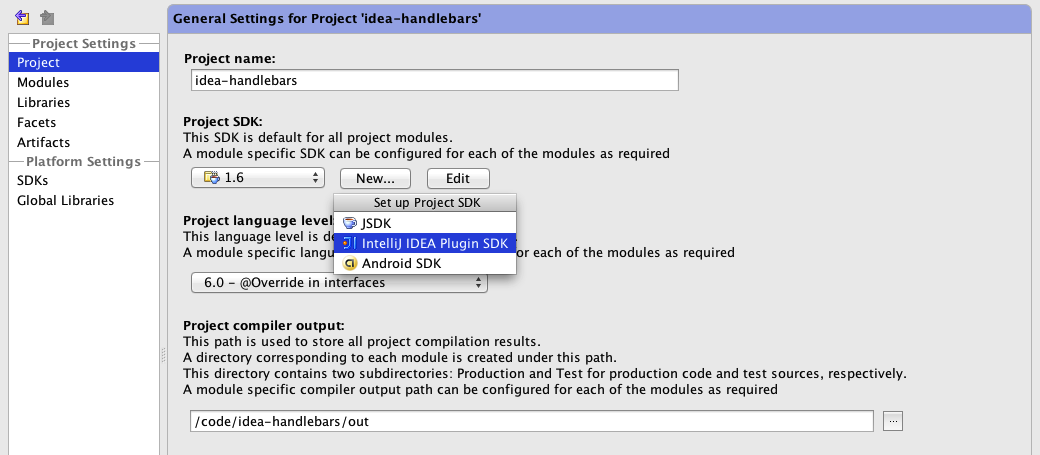 General Settings for Project 'idea-handlebars'
Project Settings
Project
Modules
Libraries
Facets
Artifacts
Platform Settings
SDKs
Global Libraries
Project name:
idea-handlebars
Project SDK:
This SDK is default for all project modules.
A module specific SDK can be configured for each of the modules as required
1.6 New... Edit
Set up Project SDK
JSDK
IntelliJ IDEA Plugin SDK
Android SDK
Project language level
This language level is de
A module specific langu or each of the modules as required
6.0 - @Override in interfaces
Project compiler output:
This path is used to store all project compilation results.
A directory corresponding to each module is created under this path.
This directory contains two subdirectories: Production and Test for production code and test sources, respectively.
A module specific compiler output path can be configured for each of the modules as required
/code/idea-handlebars/out ...